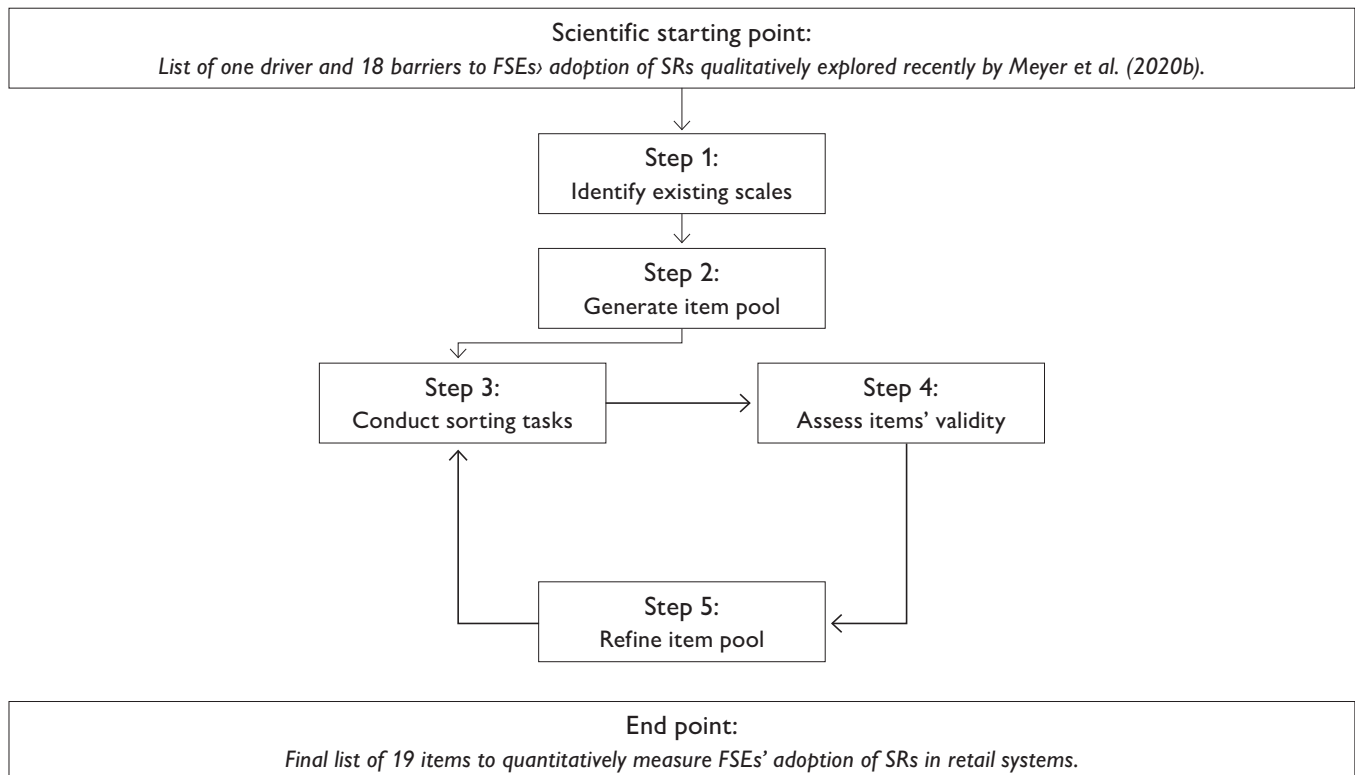 Scientific starting point:
List of one driver and 18 barriers to FSEs› adoption of SRs qualitatively explored recently by Meyer et al. (2020b).
Step 1:
Identify existing scales
Step 2:
Generate item pool
Step 3:
Conduct sorting tasks
Step 4:
Assess items’ validity
Step 5:
Refine item pool
End point:
Final list of 19 items to quantitatively measure FSEs’ adoption of SRs in retail systems.